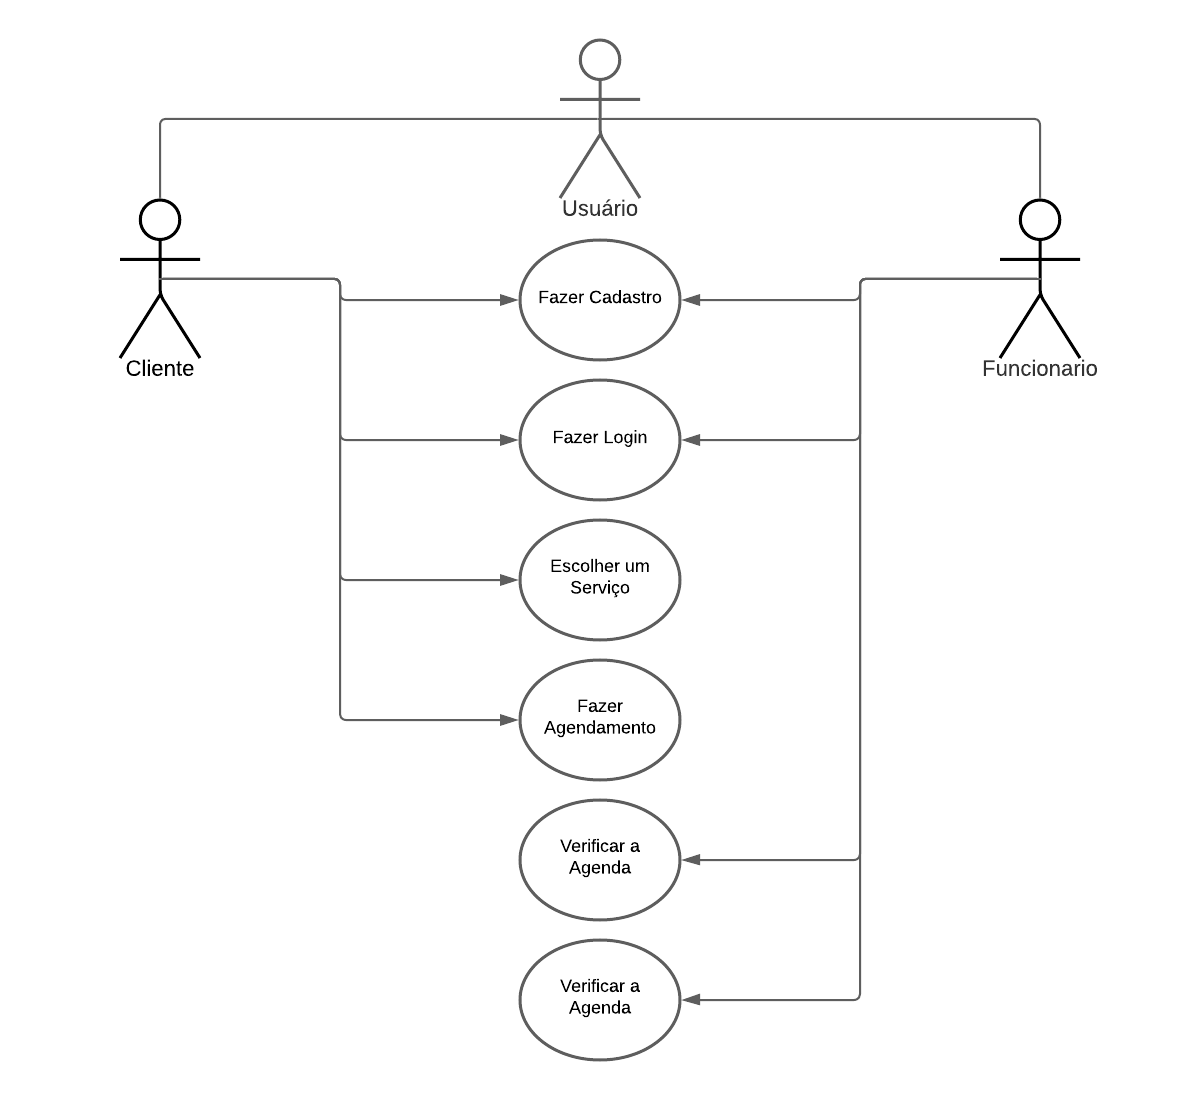 Usuário
Cliente
Funcionario
Fazer Cadastro
Fazer Login
Escolher um
Serviço
Fazer
Agendamento
Verificar a
Agenda
Verificar a
Agenda